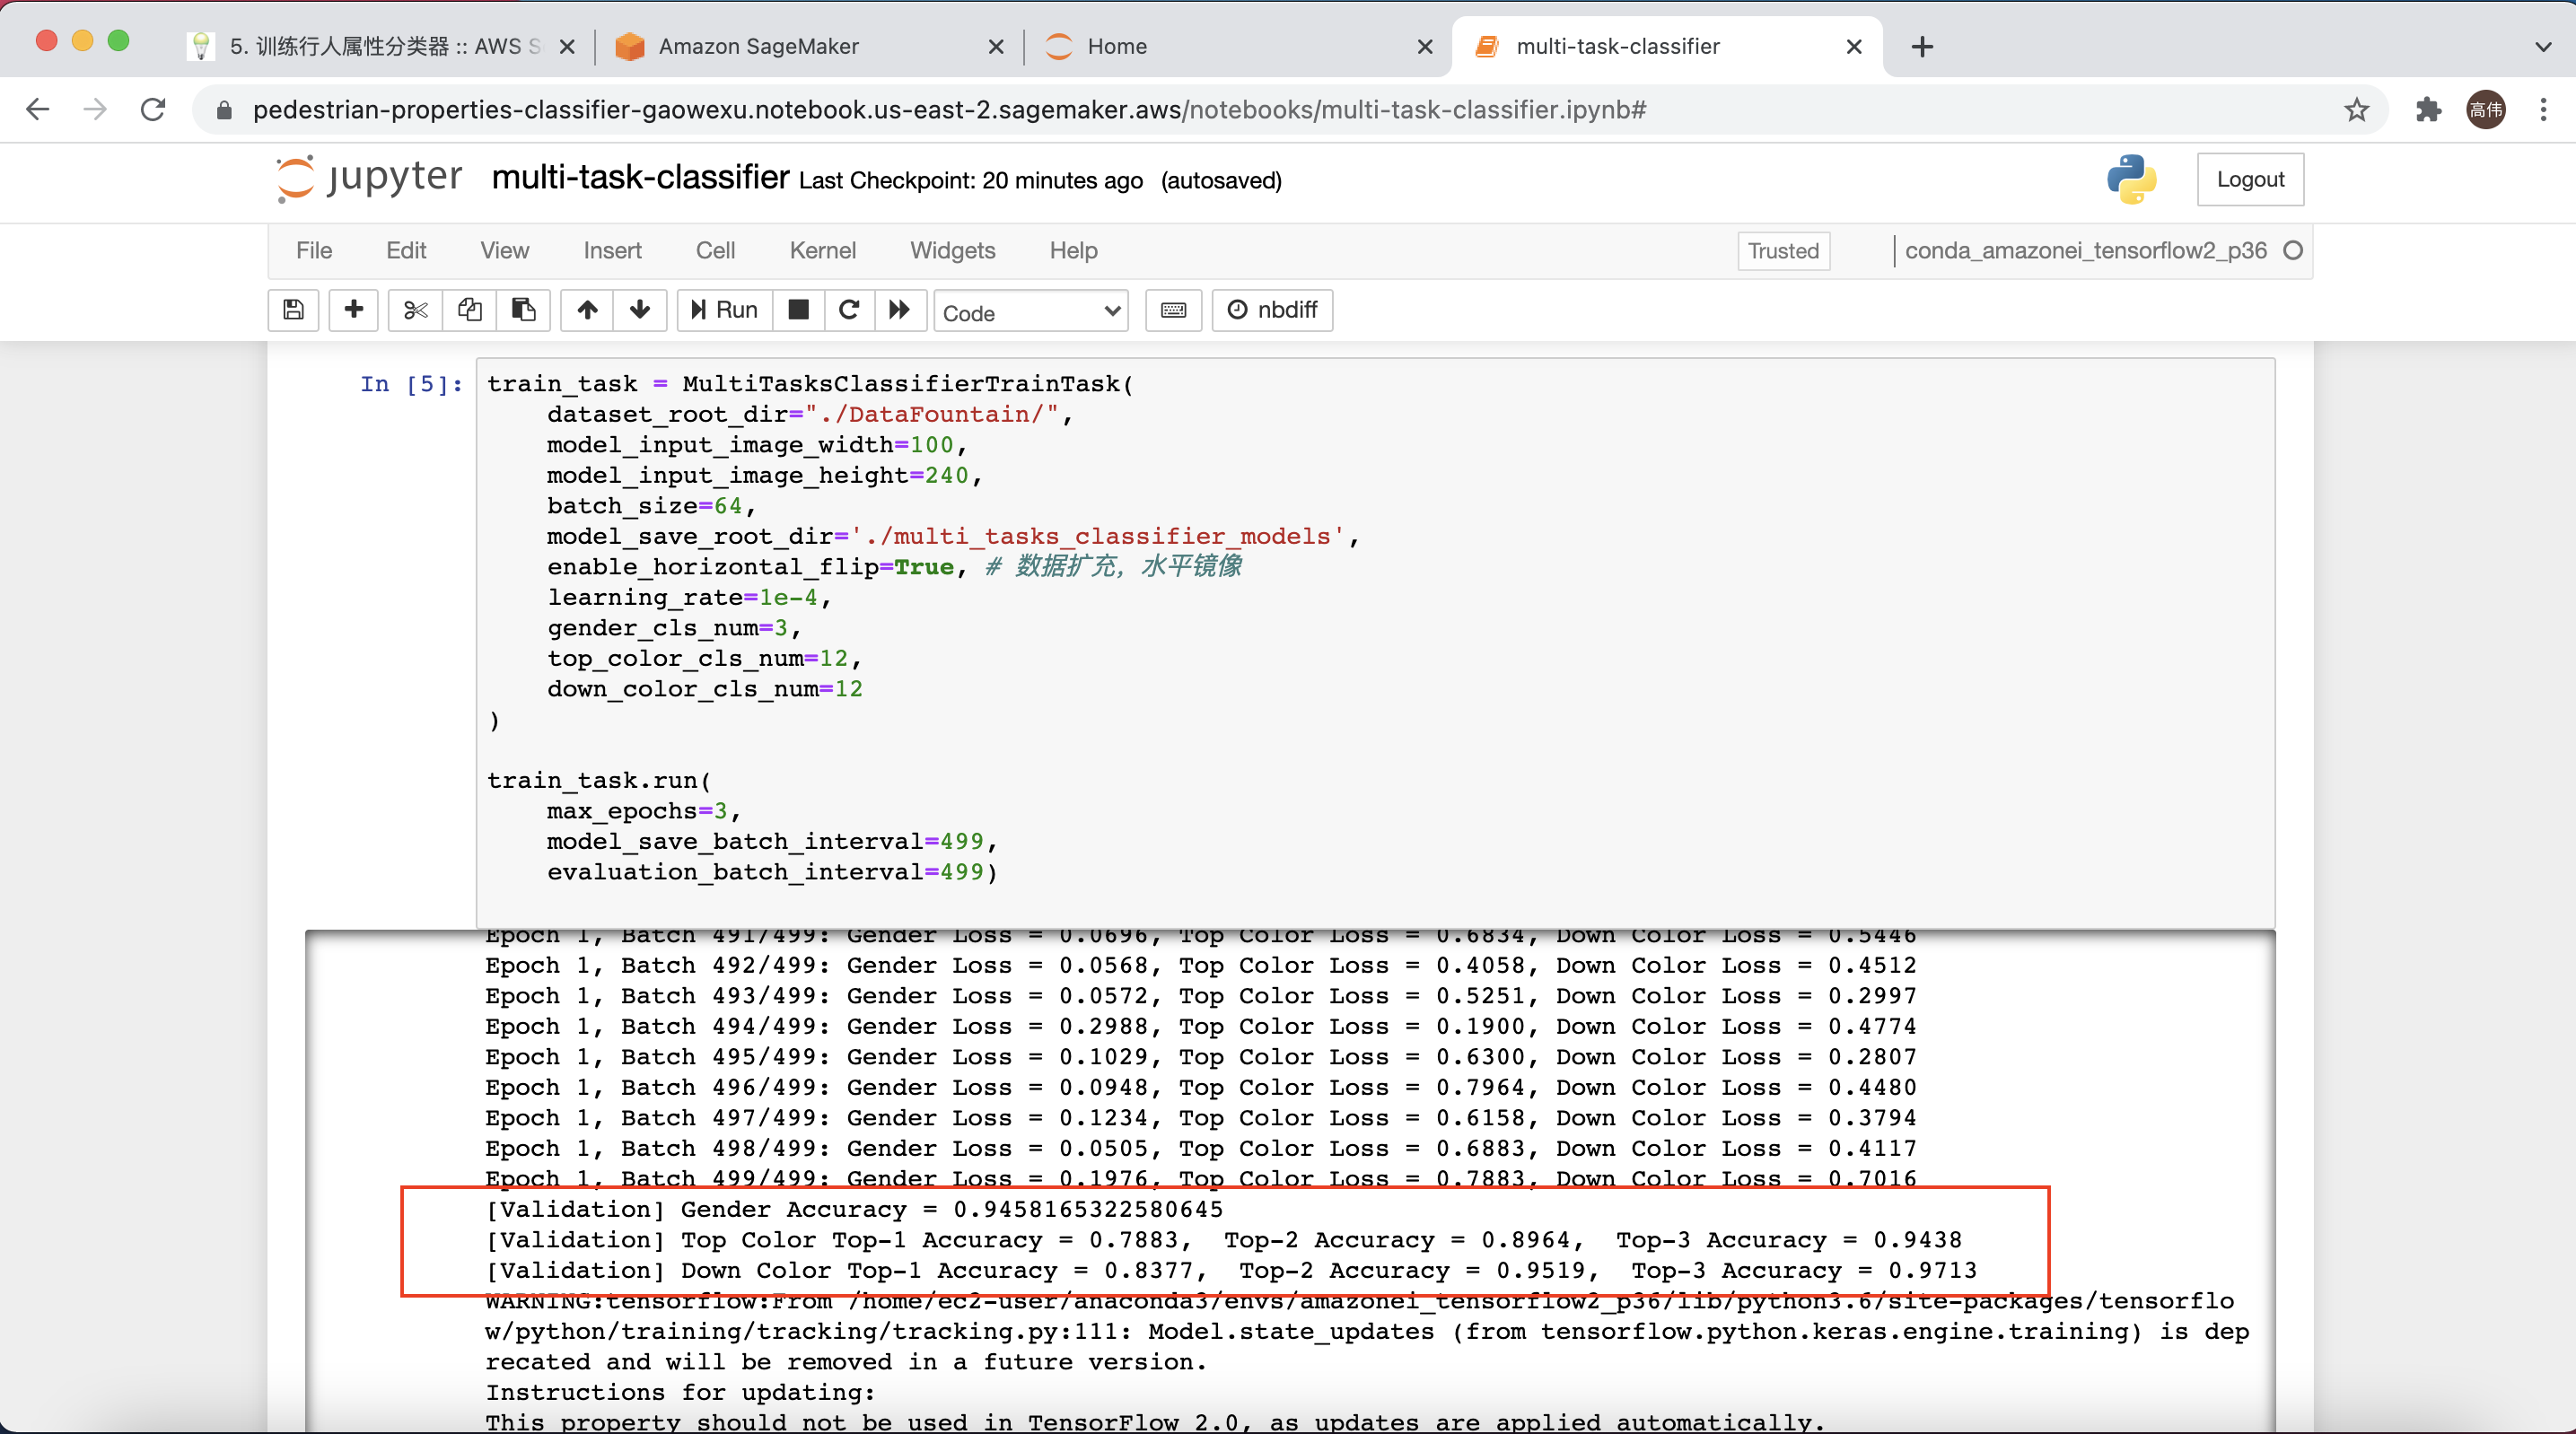 5. 训练行人属性分类器 :: AWS S
Amazon SageMaker
Home
multi-task-classifier
pedestrian-properties-classifier-gaowexu.notebook.us-east-2.sagemaker.aws/notebooks/multi-task-classifier.ipynb#
高伟
jupyter multi-task-classifier Last Checkpoint: 20 minutes ago (autosaved)
Logout
File Edit View Insert Cell Kernel Widgets Help
Trusted
conda_amazonei_tensorflow2_p36
Run
Code
nbdiff
In [5]:
train_task = MultiTasksClassifierTrainTask(
    dataset_root_dir="./DataFountain/",
    model_input_image_width=100,
    model_input_image_height=240,
    batch_size=64,
    model_save_root_dir='./multi_tasks_classifier_models',
    enable_horizontal_flip=True, # 数据扩充，水平镜像
    learning_rate=1e-4,
    gender_cls_num=3,
    top_color_cls_num=12,
    down_color_cls_num=12
)
train_task.run(
    max_epochs=3,
    model_save_batch_interval=499,
    evaluation_batch_interval=499)
Epoch 1, Batch 491/499: Gender Loss = 0.0696, Top Color Loss = 0.6834, Down Color Loss = 0.5446
Epoch 1, Batch 492/499: Gender Loss = 0.0568, Top Color Loss = 0.4058, Down Color Loss = 0.4512
Epoch 1, Batch 493/499: Gender Loss = 0.0572, Top Color Loss = 0.5251, Down Color Loss = 0.2997
Epoch 1, Batch 494/499: Gender Loss = 0.2988, Top Color Loss = 0.1900, Down Color Loss = 0.4774
Epoch 1, Batch 495/499: Gender Loss = 0.1029, Top Color Loss = 0.6300, Down Color Loss = 0.2807
Epoch 1, Batch 496/499: Gender Loss = 0.0948, Top Color Loss = 0.7964, Down Color Loss = 0.4480
Epoch 1, Batch 497/499: Gender Loss = 0.1234, Top Color Loss = 0.6158, Down Color Loss = 0.3794
Epoch 1, Batch 498/499: Gender Loss = 0.0505, Top Color Loss = 0.6883, Down Color Loss = 0.4117
Epoch 1, Batch 499/499: Gender Loss = 0.1976, Top Color Loss = 0.7883, Down Color Loss = 0.7016
[Validation] Gender Accuracy = 0.9458165322580645
[Validation] Top Color Top-1 Accuracy = 0.7883,  Top-2 Accuracy = 0.8964,  Top-3 Accuracy = 0.9438
[Validation] Down Color Top-1 Accuracy = 0.8377,  Top-2 Accuracy = 0.9519,  Top-3 Accuracy = 0.9713
WARNING:tensorflow:From /home/ec2-user/anaconda3/envs/amazonei_tensorflow2_p36/lib/python3.6/site-packages/tensorflo
w/python/training/tracking/tracking.py:111: Model.state_updates (from tensorflow.python.keras.engine.training) is dep
recated and will be removed in a future version.
Instructions for updating:
This property should not be used in TensorFlow 2.0, as updates are applied automatically.